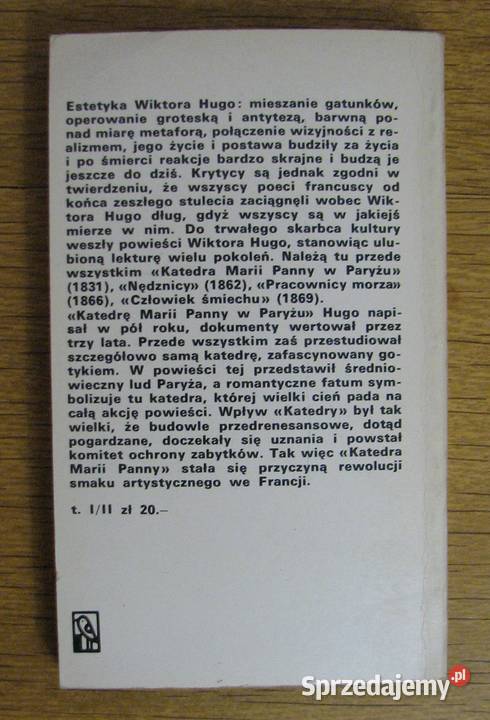 Estetyka Wiktora Hugo: mieszanie gatunków,
operowanie groteską i antytezą, barwną po-
nad miarę metaforą, połączenie wizyjności z re-
alizmem, jego życie i postawa budziły za życia
i po śmierci reakcje bardzo skrajne i budzą je
jeszcze do dziś. Krytycy są jednak zgodni w
twierdzeniu, że wszyscy poeci francuscy od
końca zeszłego stulecia zaciągnęli wobec Wik-
tora Hugo dług, gdyż wszyscy są w jakiejś
mierze w nim. Do trwałego skarbca kultury
weszły powieści Wiktora Hugo, stanowiąc ulu-
bioną lekturę wielu pokoleń. Należą tu przede
wszystkim «Katedra Marii Panny w Paryżu»
(1831), «Nędznicy» (1862), «Pracownicy morza»
(1866), «Człowiek śmiechu» (1869).
«Katedrę Marii Panny w Paryżu» Hugo napi-
sał w pół roku, dokumenty wertował przez
trzy lata. Przede wszystkim zaś przestudiował
szczegółowo samą katedrę, zafascynowany go-
tykiem. W powieści tej przedstawił średnio-
wieczny lud Paryża, a romantyczne fatum sym-
bolizuje tu katedra, której wielki cień pada na
całą akcję powieści. Wpływ «Katedry» był tak
wielki, że budowle przedrenesansowe, dotąd
pogardzane, doczekały się uznania i powstał
komitet ochrony zabytków. Tak więc «Katedra
Marii Panny» stała się przyczyną rewolucji
smaku artystycznego we Francji.
t. I/II zł 20.–
Sprzedajemy.pl